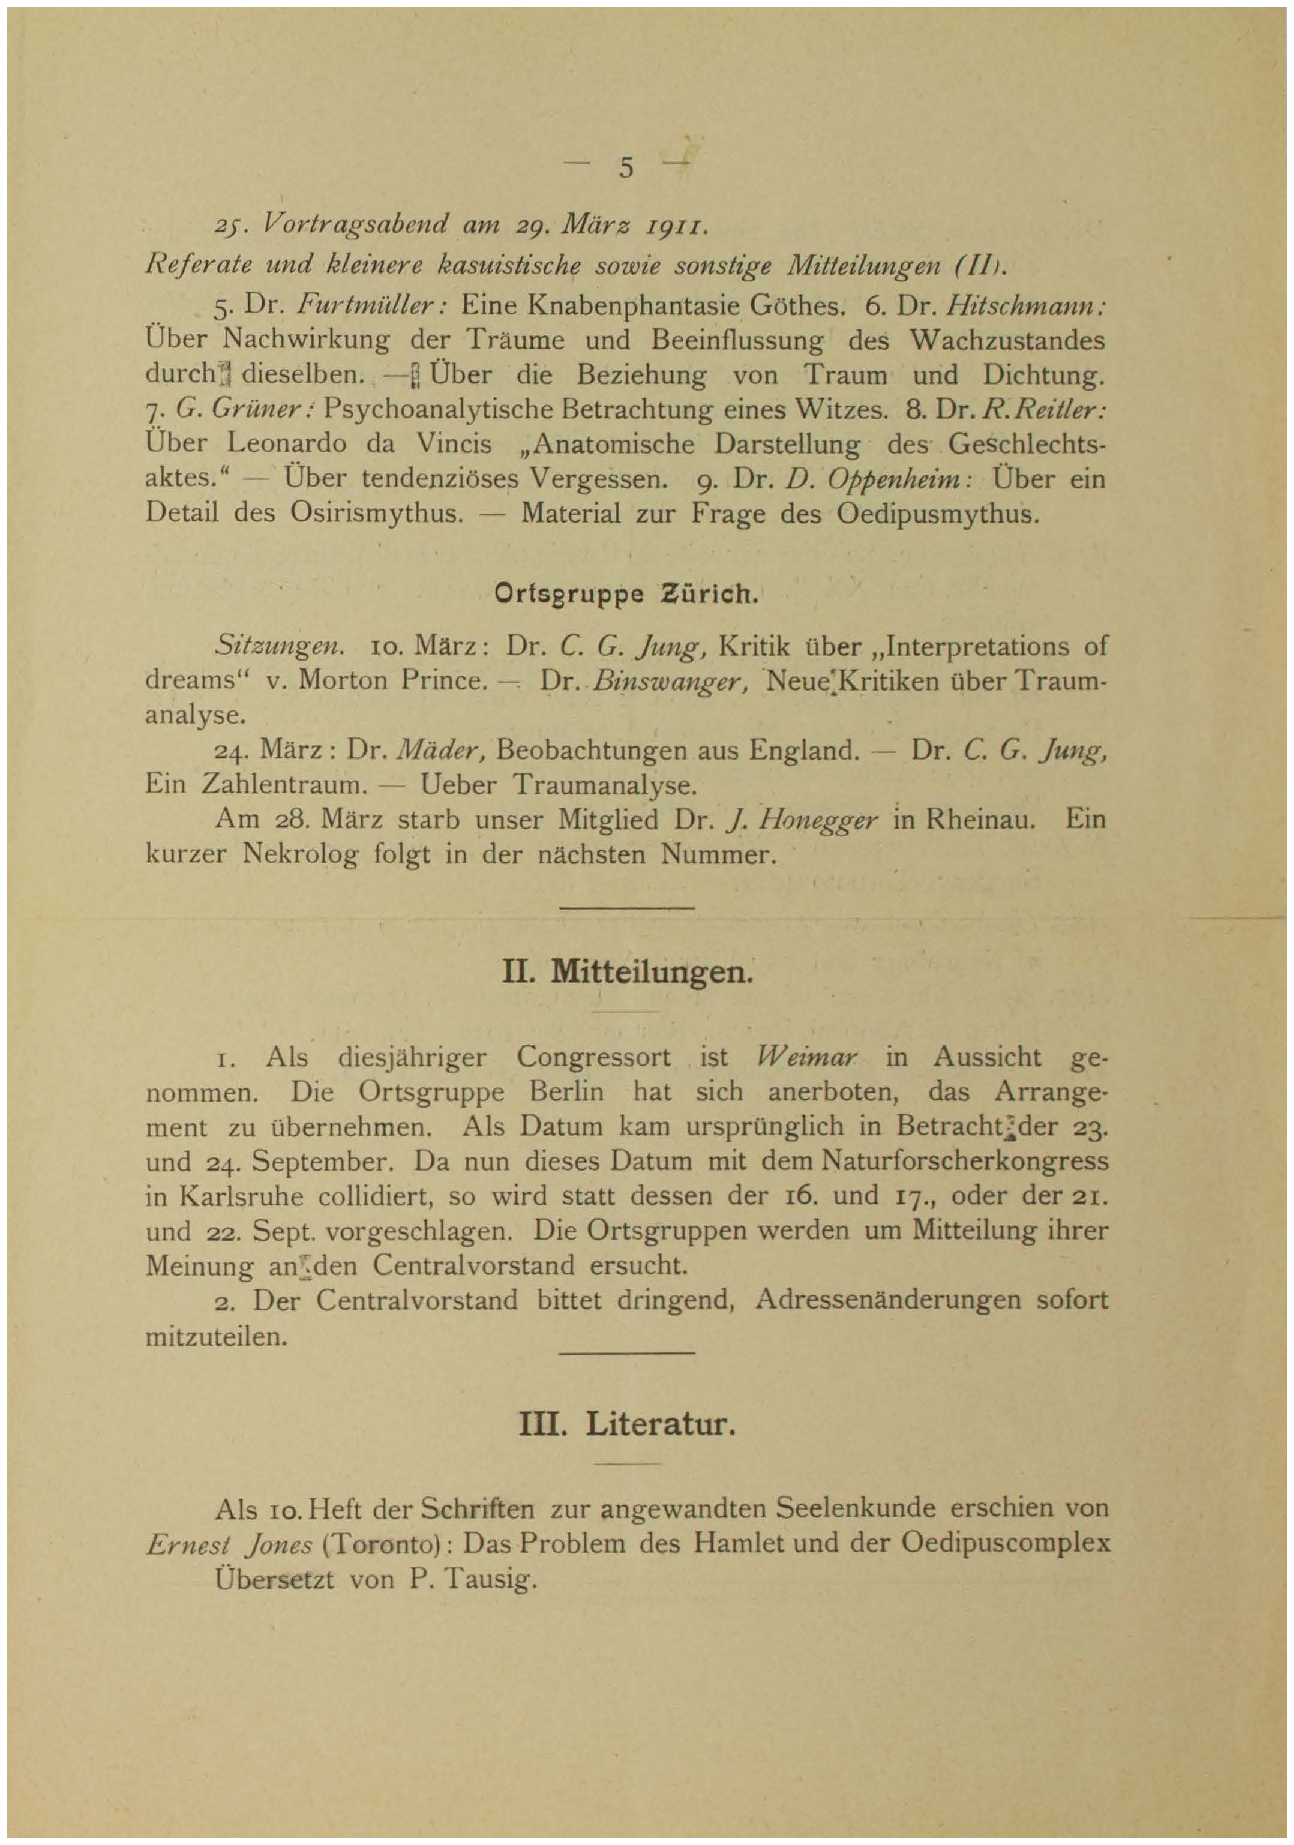 — 5 —
25. Vortragsabend am 29. März 1911.
Referate und kleinere kasuistische sowie sonstige Mitteilungen (II).
5. Dr. Furtmüller: Eine Knabenphantasie Göthes. 6. Dr. Hitschmann:
Über Nachwirkung der Träume und Beeinflussung des Wachzustandes
durch dieselben. — Über die Beziehung von Traum und Dichtung.
7. G. Grüner: Psychoanalytische Betrachtung eines Witzes. 8. Dr. R. Reitler:
Über Leonardo da Vincis „Anatomische Darstellung des Geschlechts-
aktes.“ — Über tendenziöses Vergessen. 9. Dr. D. Oppenheim: Über ein
Detail des Osirismythus. — Material zur Frage des Oedipusmythus.
Ortsgruppe Zürich.
Sitzungen. 10. März: Dr. C. G. Jung, Kritik über „Interpretations of
dreams“ v. Morton Prince. — Dr. Binswanger, Neue Kritiken über Traum-
analyse.
24. März: Dr. Mäder, Beobachtungen aus England. — Dr. C. G. Jung,
Ein Zahlentraum. — Ueber Traumanalyse.
Am 28. März starb unser Mitglied Dr. J. Honegger in Rheinau. Ein
kurzer Nekrolog folgt in der nächsten Nummer.
II. Mitteilungen.
1. Als diesjähriger Congressort ist Weimar in Aussicht ge-
nommen. Die Ortsgruppe Berlin hat sich anerboten, das Arrange-
ment zu übernehmen. Als Datum kam ursprünglich in Betracht der 23.
und 24. September. Da nun dieses Datum mit dem Naturforscherkongress
in Karlsruhe collidiert, so wird statt dessen der 16. und 17., oder der 21.
und 22. Sept. vorgeschlagen. Die Ortsgruppen werden um Mitteilung ihrer
Meinung an den Centralvorstand ersucht.
2. Der Centralvorstand bittet dringend, Adressenänderungen sofort
mitzuteilen.
III. Literatur.
Als 10. Heft der Schriften zur angewandten Seelenkunde erschien von
Ernest Jones (Toronto): Das Problem des Hamlet und der Oedipuscomplex
Übersetzt von P. Tausig.